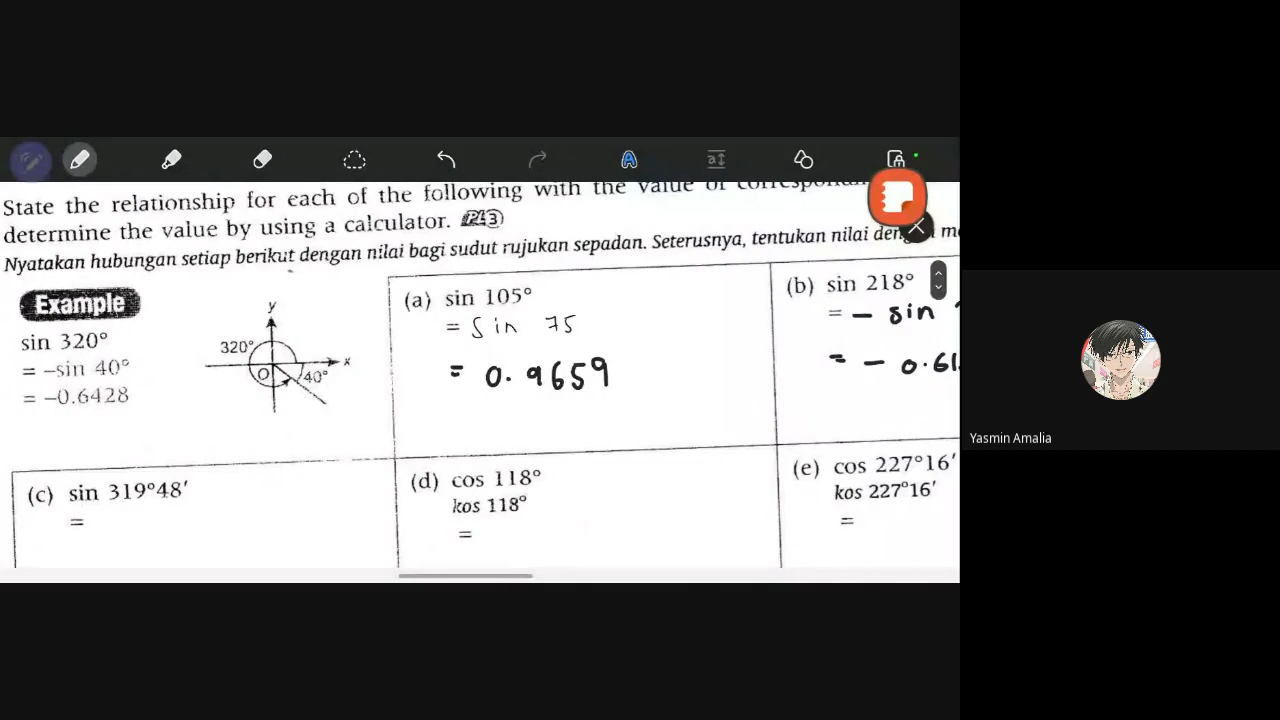 State the relationship for each of the following with the value of
determine the value by using a calculator. PL3
Nyatakan hubungan setiap berikut dengan nilai bagi sudut rujukan sepadan. Seterusnya, tentukan nilai
Example
sin 320°
= –sin 40°
= –0.6428
y
320°
x
O
40°
(a) sin 105°
= sin 75
= 0.9659
(b) sin 218°
= – sin
= – 0.61
(c) sin 319°48′
=
(d) cos 118°
kos 118°
=
(e) cos 227°16′
kos 227°16′
=
Yasmin Amalia